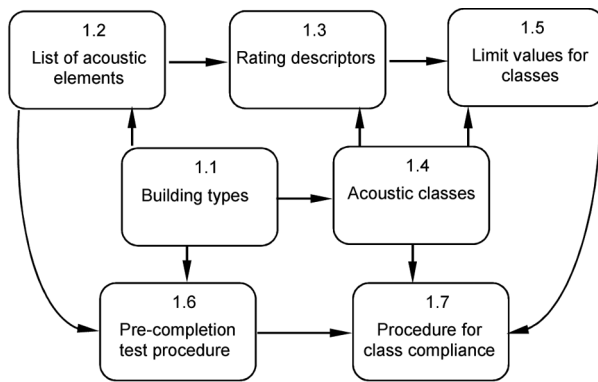 1.2
List of acoustic
elements
1.3
Rating descriptors
1.5
Limit values for
classes
1.1
Building types
1.4
Acoustic classes
1.6
Pre-completion
test procedure
1.7
Procedure for
class compliance